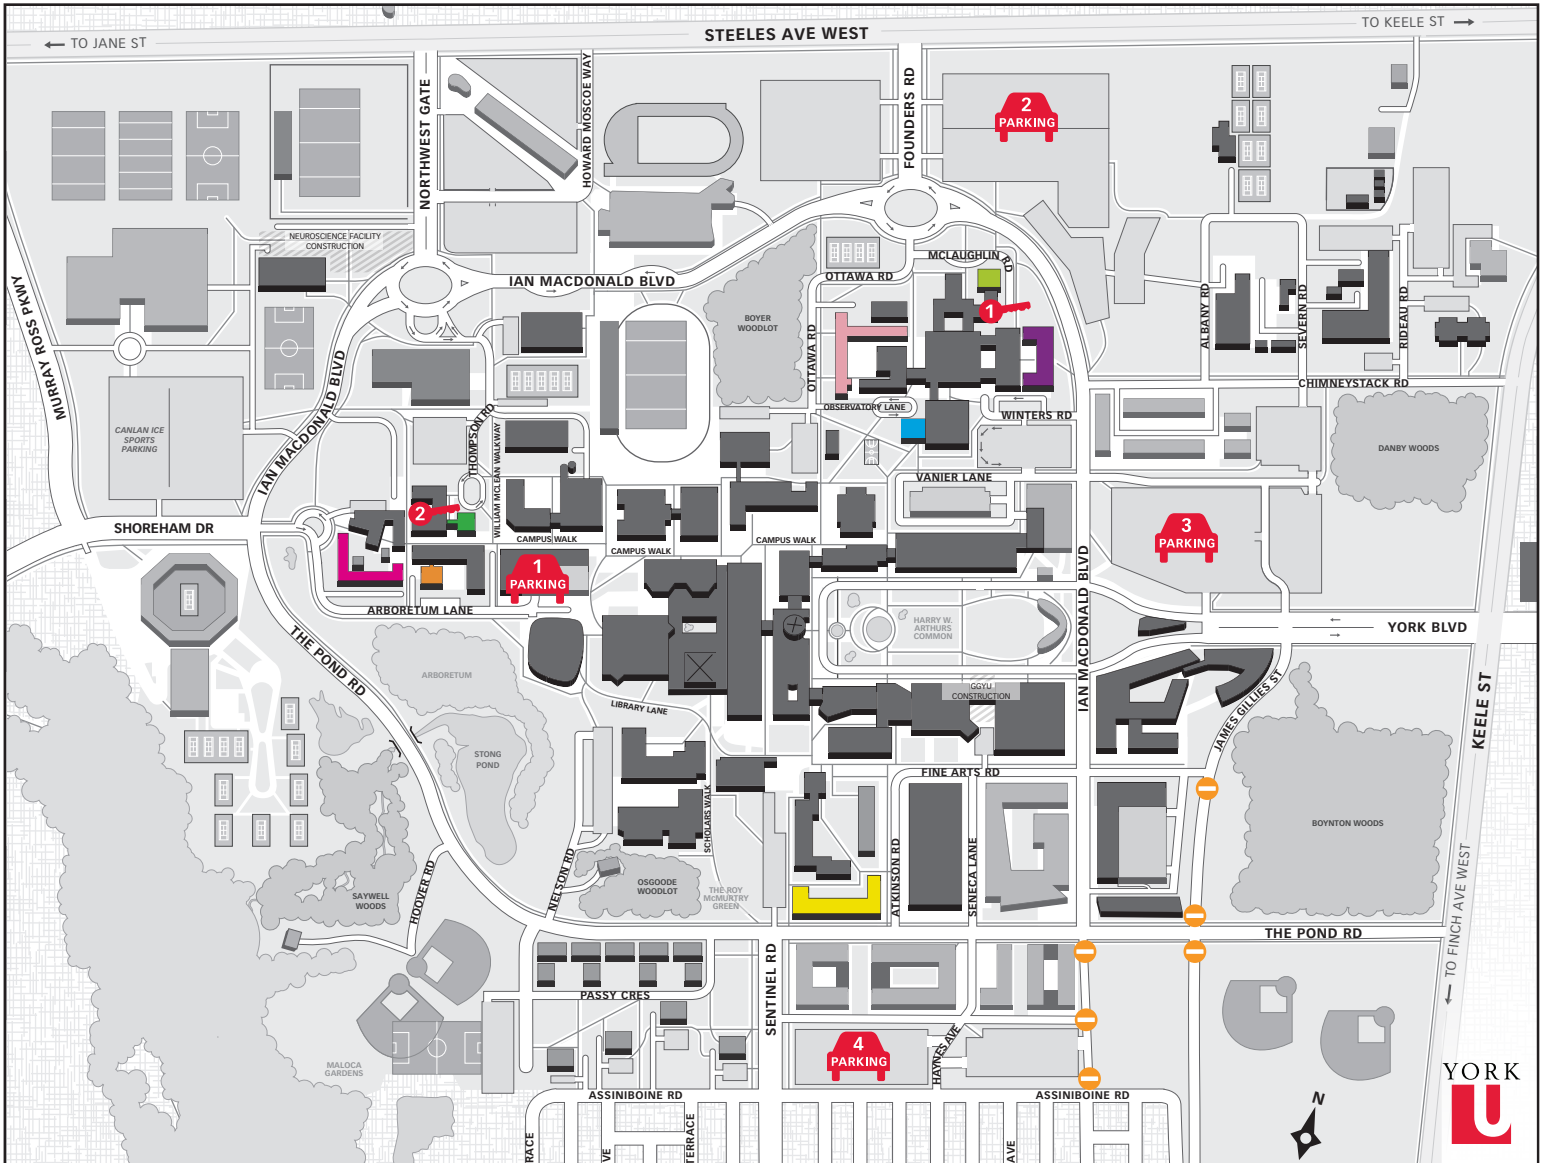 TO JANE ST
STEELES AVE WEST
TO KEELE ST
NORTHWEST GATE
HOWARD MOSCOE WAY
FOUNDERS RD
2
PARKING
NEUROSCIENCE FACILITY
CONSTRUCTION
MURRAY ROSS PKWY
IAN MACDONALD BLVD
IAN MACDONALD BLVD
OTTAWA RD
MCLAUGHLIN RD
1
BOYER
WOODLOT
OTTAWA RD
ALBANY RD
SEVERN RD
RIDEAU RD
CHIMNEYSTACK RD
OBSERVATORY LANE
WINTERS RD
CANLAN ICE
SPORTS
PARKING
THOMPSON RD
WILLIAM MCLEAN WALKWAY
DANBY WOODS
VANIER LANE
SHOREHAM DR
2
CAMPUS WALK
CAMPUS WALK
CAMPUS WALK
3
PARKING
1
PARKING
ARBORETUM LANE
IAN MACDONALD BLVD
HARRY W.
ARTHURS
COMMON
YORK BLVD
THE POND RD
ARBORETUM
LIBRARY LANE
GGYU
CONSTRUCTION
JAMES GILLIES ST
KEELE ST
STONG
POND
FINE ARTS RD
SCHOLARS WALK
BOYNTON WOODS
NELSON RD
HOOVER RD
SAYWELL
WOODS
OSGOODE
WOODLOT
THE ROY
McMURTRY
GREEN
ATKINSON RD
SENECA LANE
THE POND RD
TO FINCH AVE WEST
SENTINEL RD
PASSY CRES
4
PARKING
HAYNES AVE
MALOCA
GARDENS
ASSINIBOINE RD
ASSINIBOINE RD
RACE
VE
TERRACE
AVE
N
YORK
U